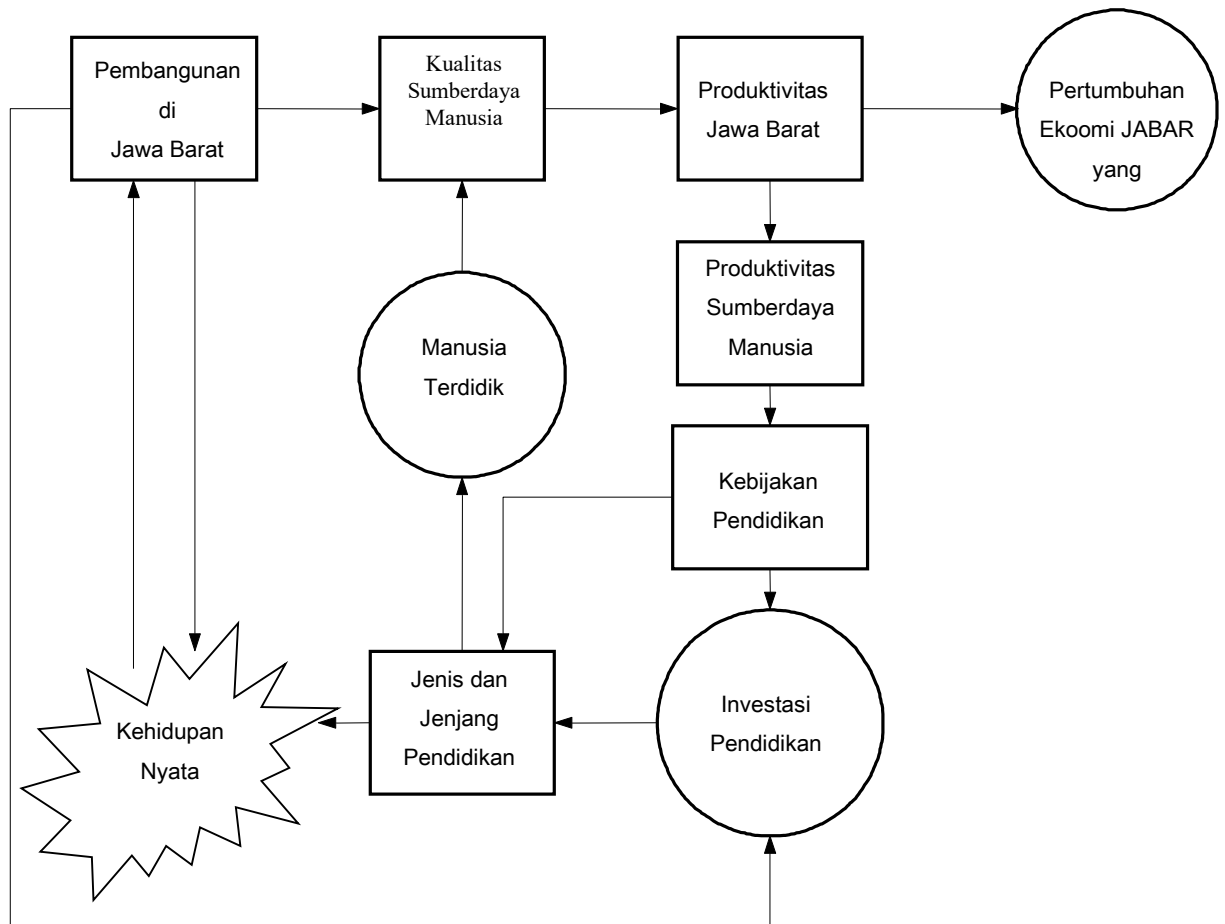 Pembangunan
di
Jawa Barat
Kualitas
Sumberdaya
Manusia
Produktivitas
Jawa Barat
Pertumbuhan
Ekoomi JABAR
yang
Produktivitas
Sumberdaya
Manusia
Manusia
Terdidik
Kebijakan
Pendidikan
Jenis dan
Jenjang
Pendidikan
Investasi
Pendidikan
Kehidupan
Nyata